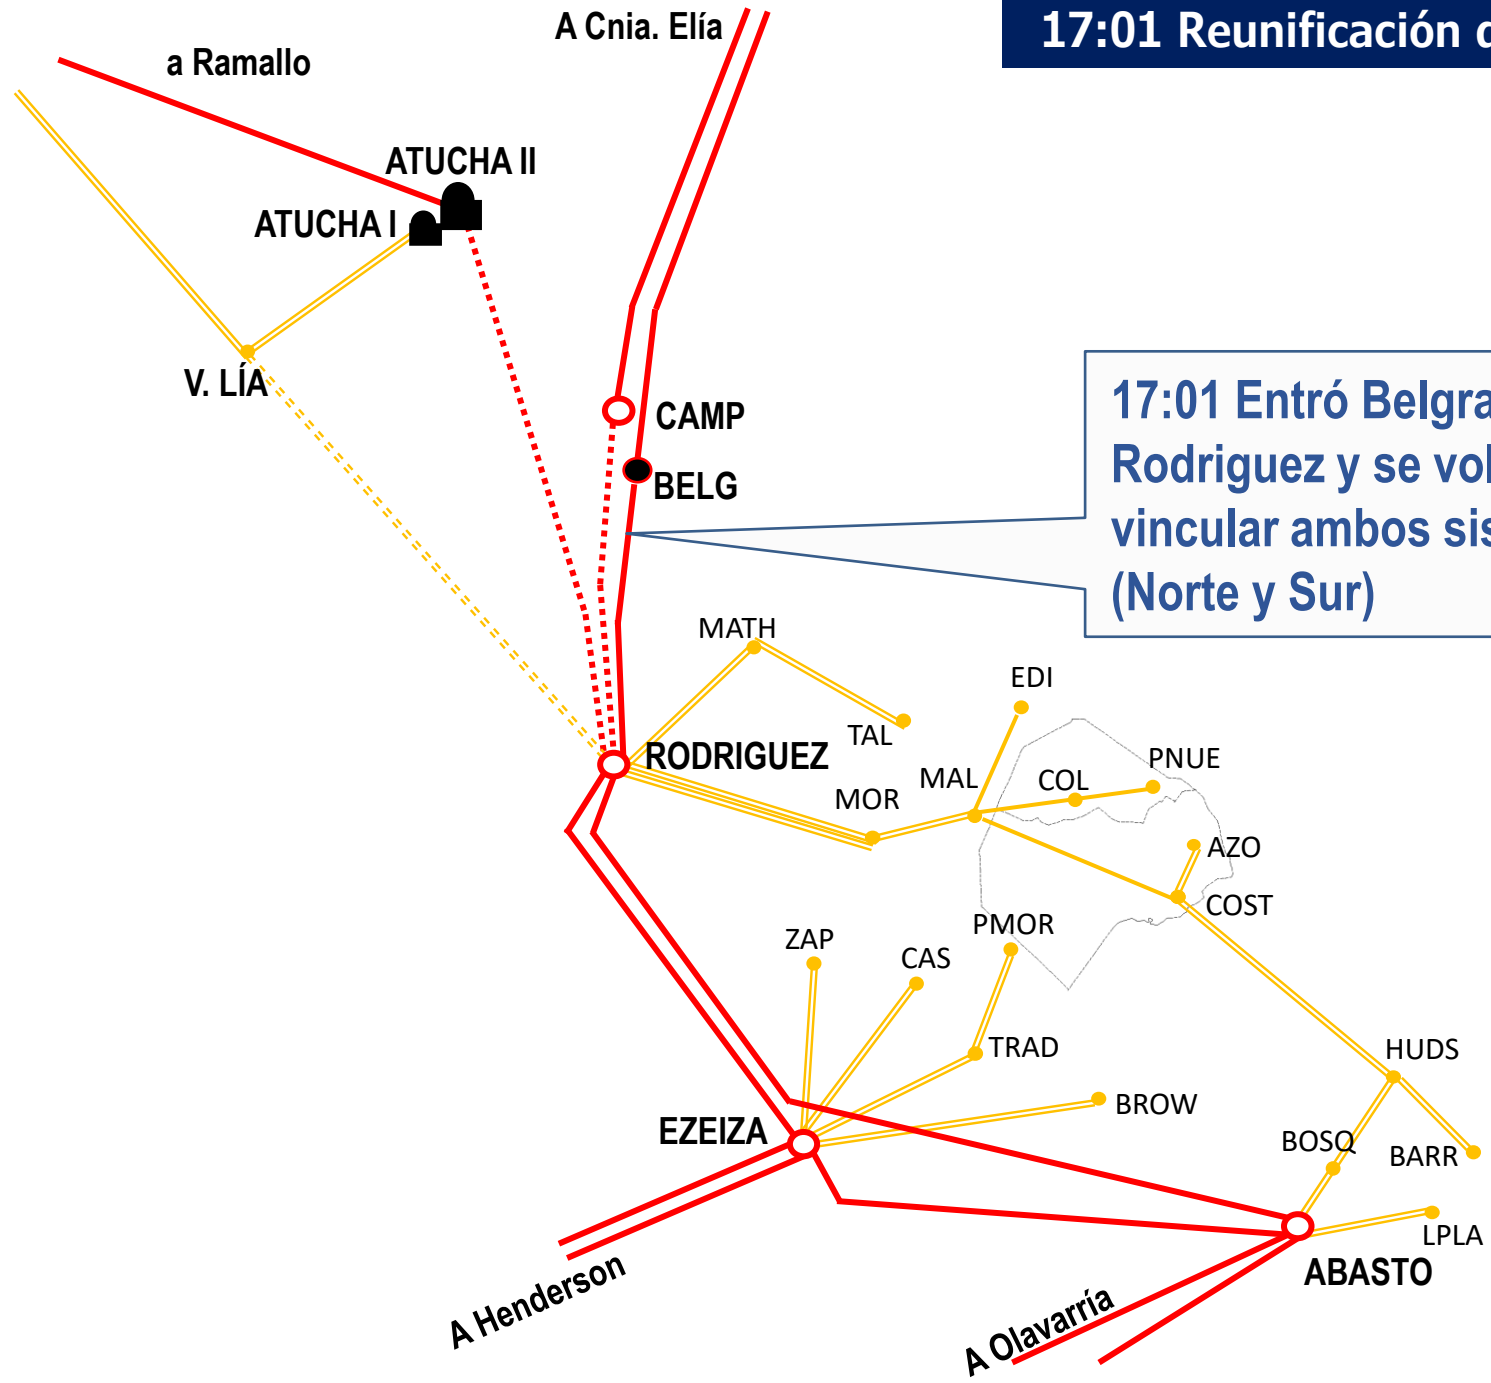 A Cnia. Elía
17:01 Reunificación d
a Ramallo
ATUCHA II
ATUCHA I
V. LÍA
CAMP
BELG
17:01 Entró Belgra
Rodriguez y se vol
vincular ambos sis
(Norte y Sur)
MATH
EDI
TAL
RODRIGUEZ
MAL
COL
PNUE
MOR
AZO
COST
PMOR
ZAP
CAS
TRAD
HUDS
BROW
EZEIZA
BOSQ
BARR
LPLA
ABASTO
A Henderson
A Olavarría